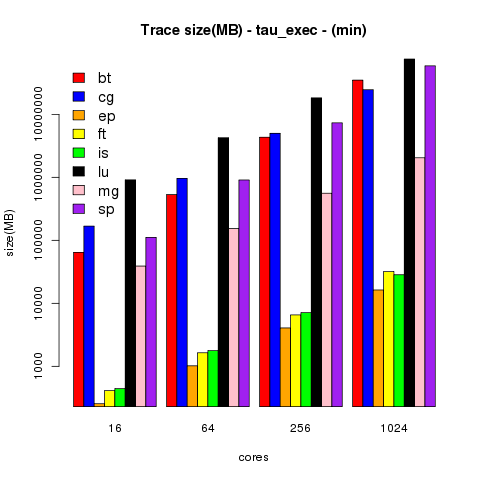 Trace size(MB) - tau_exec - (min)
bt
cg
ep
ft
is
lu
mg
sp
size(MB)
10000000
1000000
100000
10000
1000
16 64 256 1024
cores